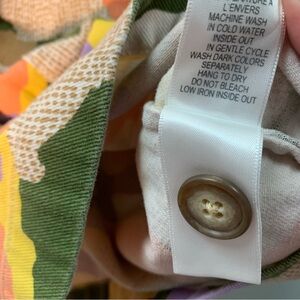 L'ENVERS
MACHINE WASH
IN COLD WATER
INSIDE OUT
IN GENTLE CYCLE
WASH DARK COLORS
SEPARATELY
HANG TO DRY
DO NOT BLEACH
LOW IRON INSIDE OUT